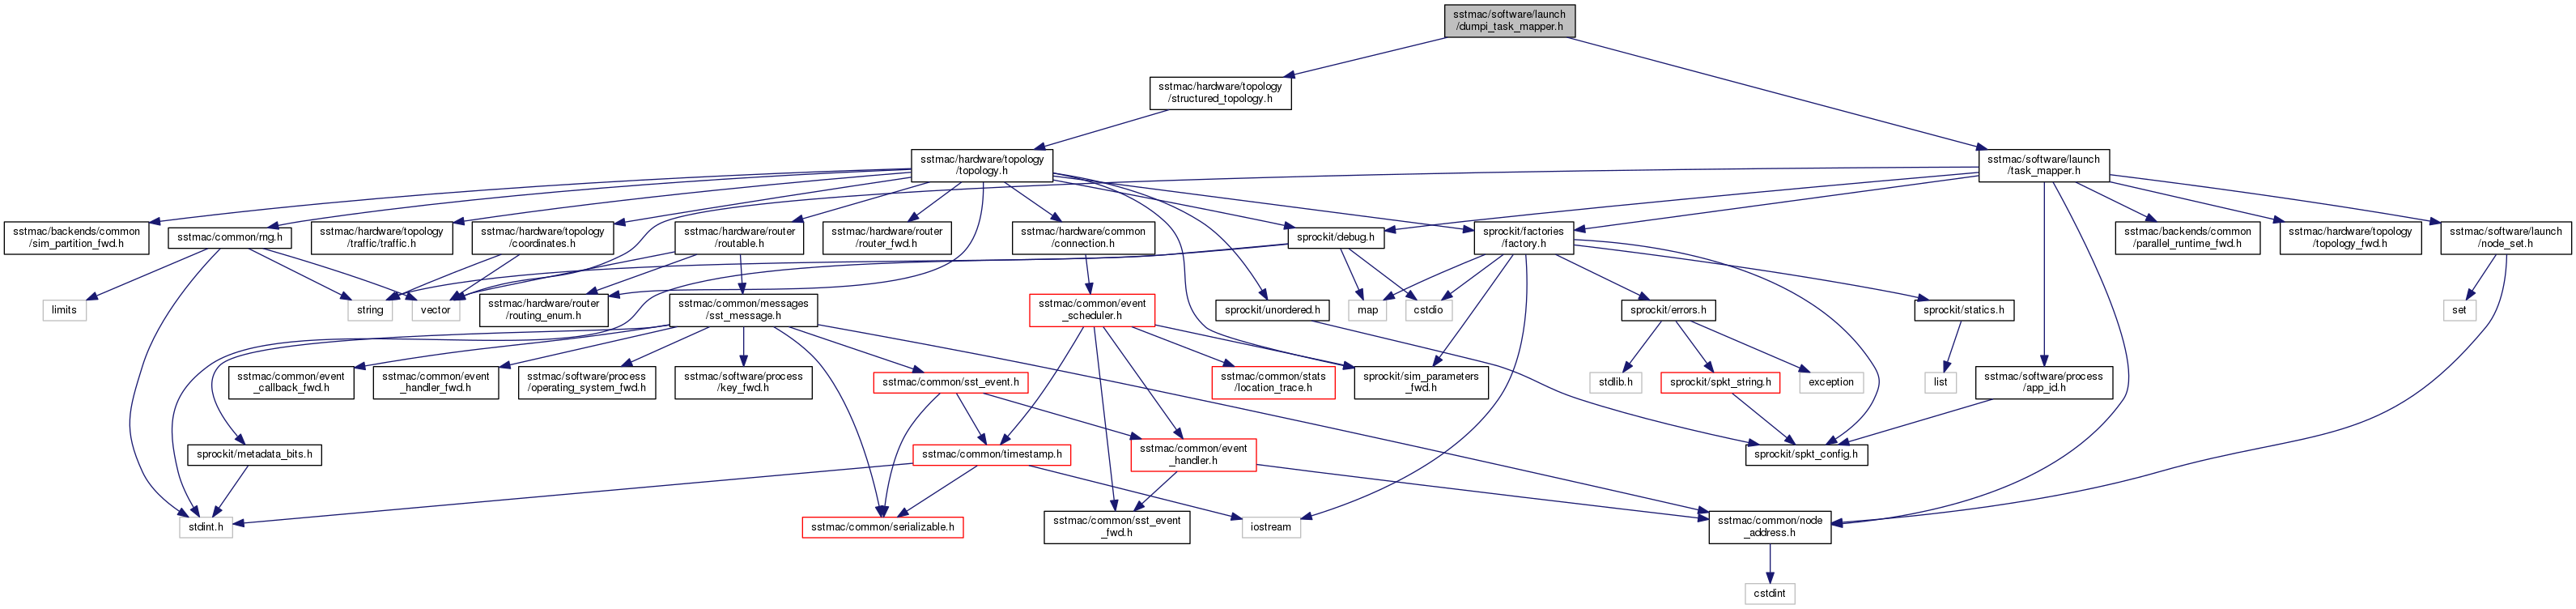 sstmac/software/launch
/dumpi_task_mapper.h
sstmac/hardware/topology
/structured_topology.h
sstmac/hardware/topology
/topology.h
sstmac/software/launch
/task_mapper.h
sstmac/backends/common
/sim_partition_fwd.h
sstmac/common/rng.h
sstmac/hardware/topology
/traffic/traffic.h
sstmac/hardware/topology
/coordinates.h
sstmac/hardware/router
/routable.h
sstmac/hardware/router
/router_fwd.h
sstmac/hardware/common
/connection.h
sprockit/debug.h
sprockit/factories
/factory.h
sstmac/backends/common
/parallel_runtime_fwd.h
sstmac/hardware/topology
/topology_fwd.h
sstmac/software/launch
/node_set.h
limits
string
vector
sstmac/hardware/router
/routing_enum.h
sstmac/common/messages
/sst_message.h
sstmac/common/event
_scheduler.h
sprockit/unordered.h
map
cstdio
sprockit/errors.h
sprockit/statics.h
set
sstmac/common/event
_callback_fwd.h
sstmac/common/event
_handler_fwd.h
sstmac/software/process
/operating_system_fwd.h
sstmac/software/process
/key_fwd.h
sstmac/common/sst_event.h
sstmac/common/stats
/location_trace.h
sprockit/sim_parameters
_fwd.h
stdlib.h
sprockit/spkt_string.h
exception
list
sstmac/software/process
/app_id.h
sprockit/metadata_bits.h
sstmac/common/timestamp.h
sstmac/common/event
_handler.h
sprockit/spkt_config.h
stdint.h
sstmac/common/serializable.h
sstmac/common/sst_event
_fwd.h
iostream
sstmac/common/node
_address.h
cstdint